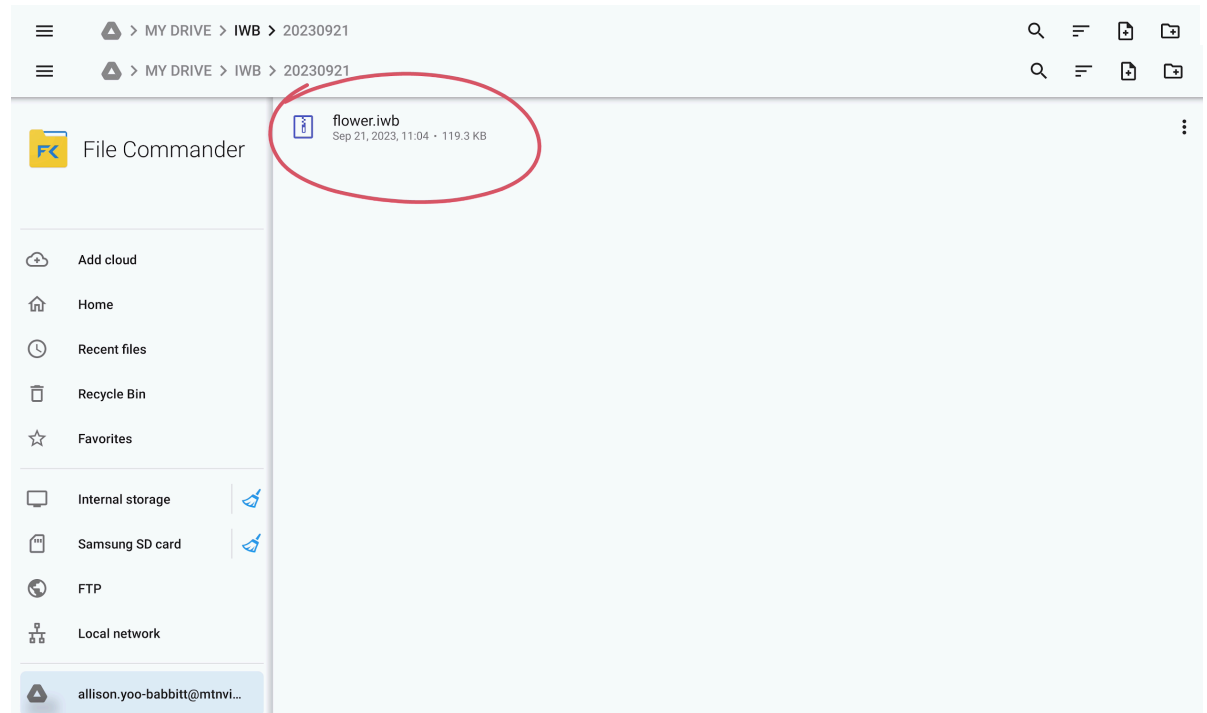 > MY DRIVE > IWB > 20230921
> MY DRIVE > IWB > 20230921
flower.iwb
Sep 21, 2023, 11:04 • 119.3 KB
File Commander
Add cloud
Home
Recent files
Recycle Bin
Favorites
Internal storage
Samsung SD card
FTP
Local network
allison.yoo-babbitt@mtnvi...